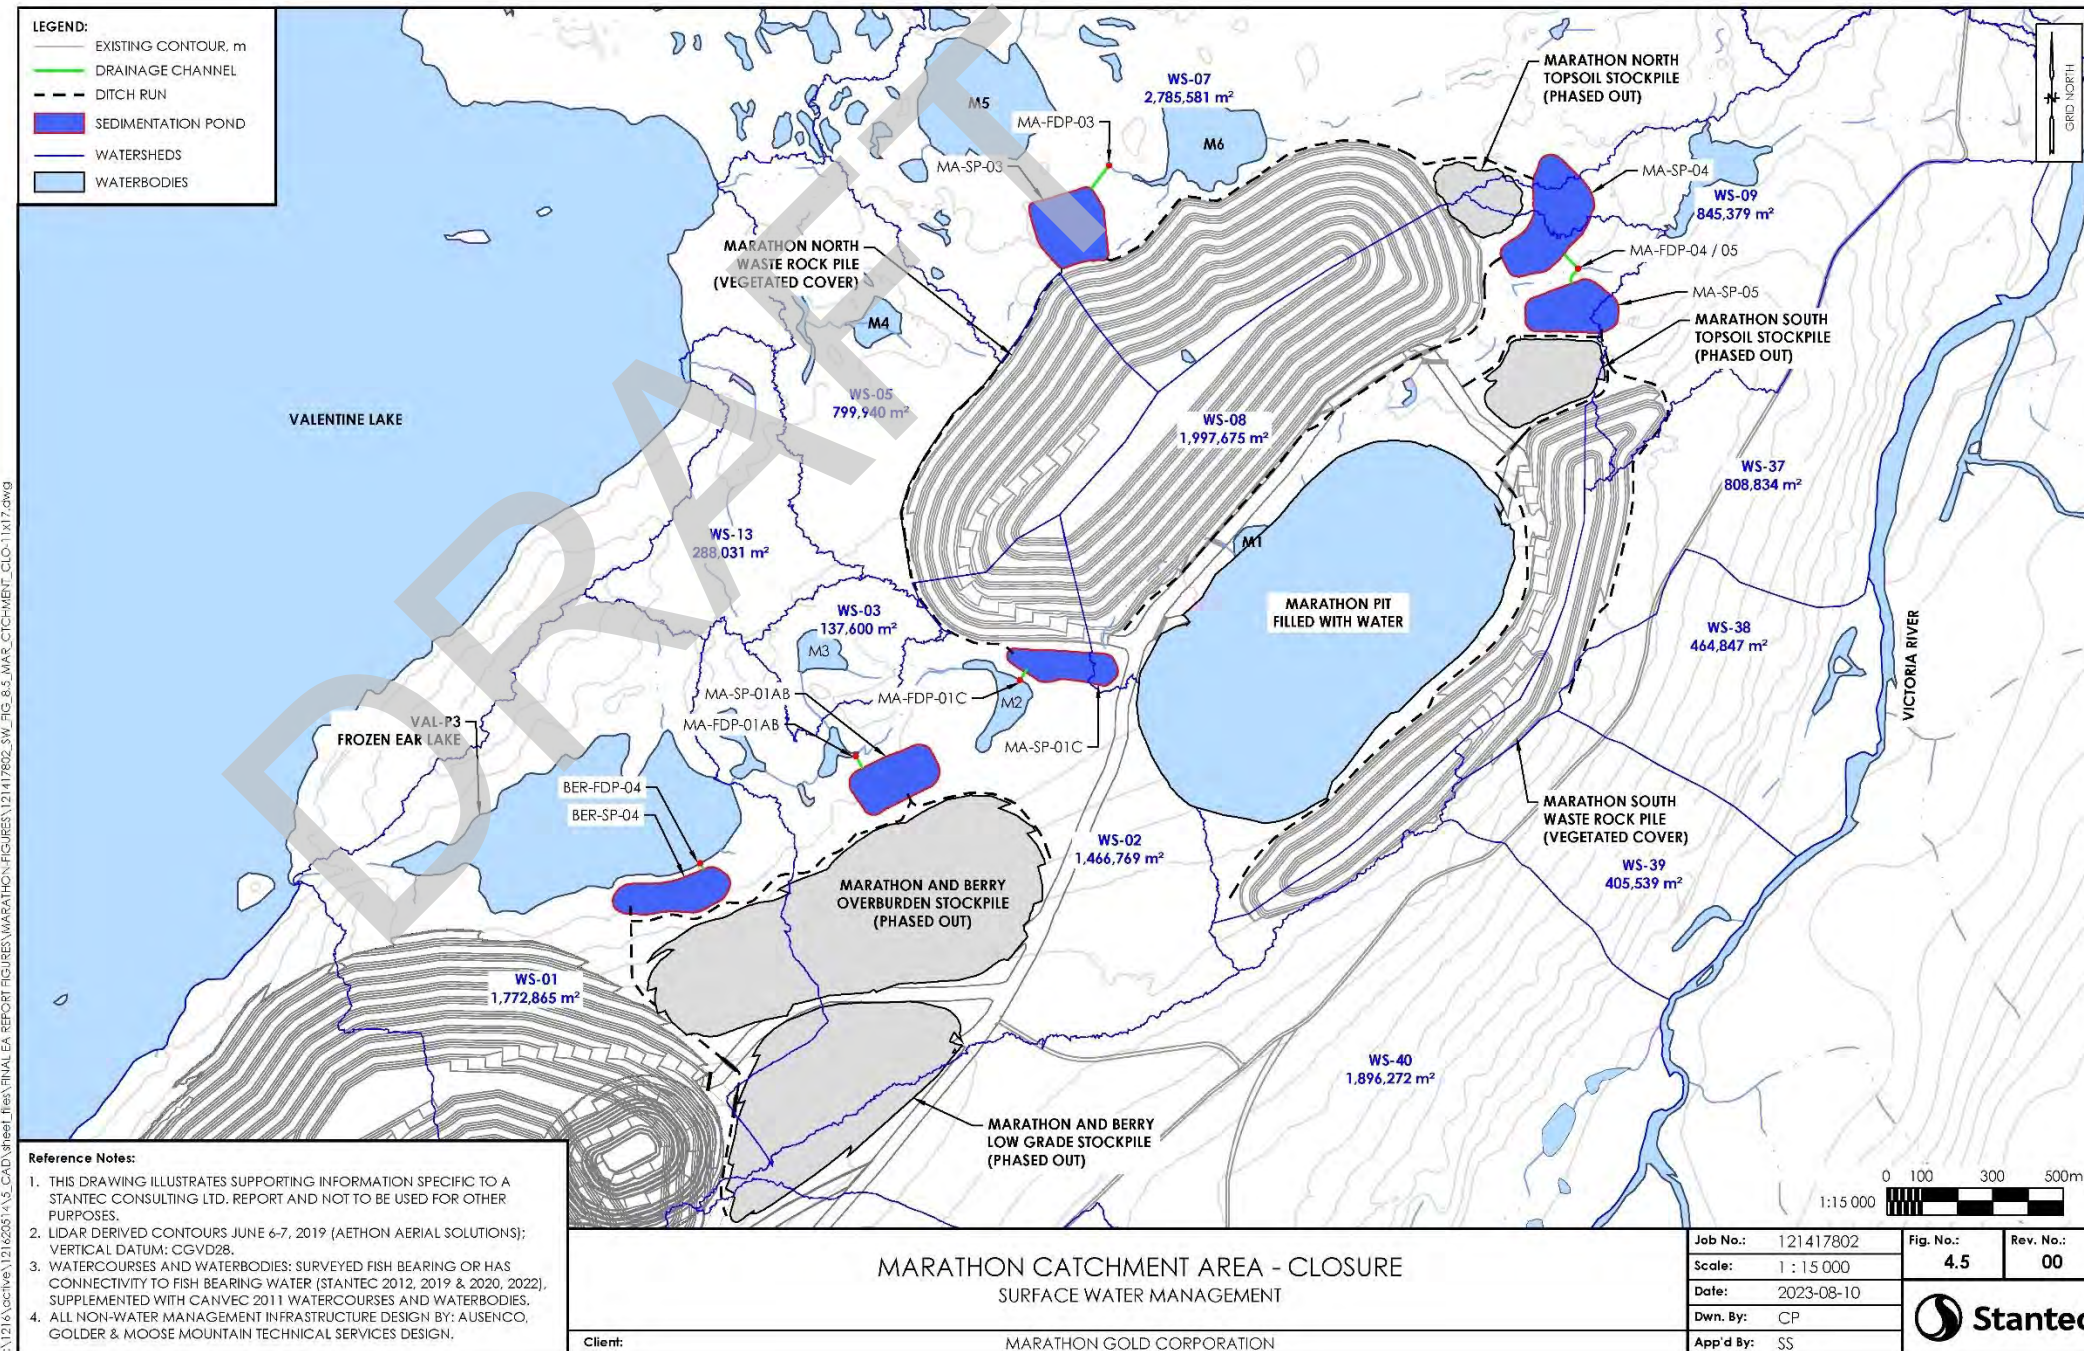 LEGEND:
EXISTING CONTOUR, m
DRAINAGE CHANNEL
DITCH RUN
SEDIMENTATION POND
WATERSHEDS
WATERBODIES
GRID NORTH
DRAFT
WS-07
2,785,581 m²
MARATHON NORTH
TOPSOIL STOCKPILE
(PHASED OUT)
M5
MA-FDP-03
M6
MA-SP-03
MA-SP-04
WS-09
845,379 m²
MARATHON NORTH
WASTE ROCK PILE
(VEGETATED COVER)
MA-FDP-04 / 05
MA-SP-05
M4
MARATHON SOUTH
TOPSOIL STOCKPILE
(PHASED OUT)
VALENTINE LAKE
WS-05
799,940 m²
WS-08
1,997,675 m²
WS-37
808,834 m²
WS-13
288,031 m²
M1
WS-03
137,600 m²
MARATHON PIT
FILLED WITH WATER
WS-38
464,847 m²
M3
VICTORIA RIVER
MA-SP-01AB
MA-FDP-01C
M2
MA-FDP-01AB
MA-SP-01C
VAL-P3
FROZEN EAR LAKE
BER-FDP-04
BER-SP-04
MARATHON SOUTH
WASTE ROCK PILE
(VEGETATED COVER)
WS-02
1,466,769 m²
WS-39
405,539 m²
MARATHON AND BERRY
OVERBURDEN STOCKPILE
(PHASED OUT)
WS-01
1,772,865 m²
WS-40
1,896,272 m²
MARATHON AND BERRY
LOW GRADE STOCKPILE
(PHASED OUT)
0 100 300 500m
1:15 000
Reference Notes:
1. THIS DRAWING ILLUSTRATES SUPPORTING INFORMATION SPECIFIC TO A
STANTEC CONSULTING LTD. REPORT AND NOT TO BE USED FOR OTHER
PURPOSES.
2. LIDAR DERIVED CONTOURS JUNE 6-7, 2019 (AETHON AERIAL SOLUTIONS);
VERTICAL DATUM: CGVD28.
3. WATERCOURSES AND WATERBODIES: SURVEYED FISH BEARING OR HAS
CONNECTIVITY TO FISH BEARING WATER (STANTEC 2012, 2019 & 2020, 2022),
SUPPLEMENTED WITH CANVEC 2011 WATERCOURSES AND WATERBODIES.
4. ALL NON-WATER MANAGEMENT INFRASTRUCTURE DESIGN BY: AUSENCO,
GOLDER & MOOSE MOUNTAIN TECHNICAL SERVICES DESIGN.
MARATHON CATCHMENT AREA - CLOSURE
SURFACE WATER MANAGEMENT
Client: MARATHON GOLD CORPORATION
Job No.: 121417802
Scale: 1 : 15 000
Date: 2023-08-10
Dwn. By: CP
App'd By: SS
Fig. No.: 4.5
Rev. No.: 00
Stantec